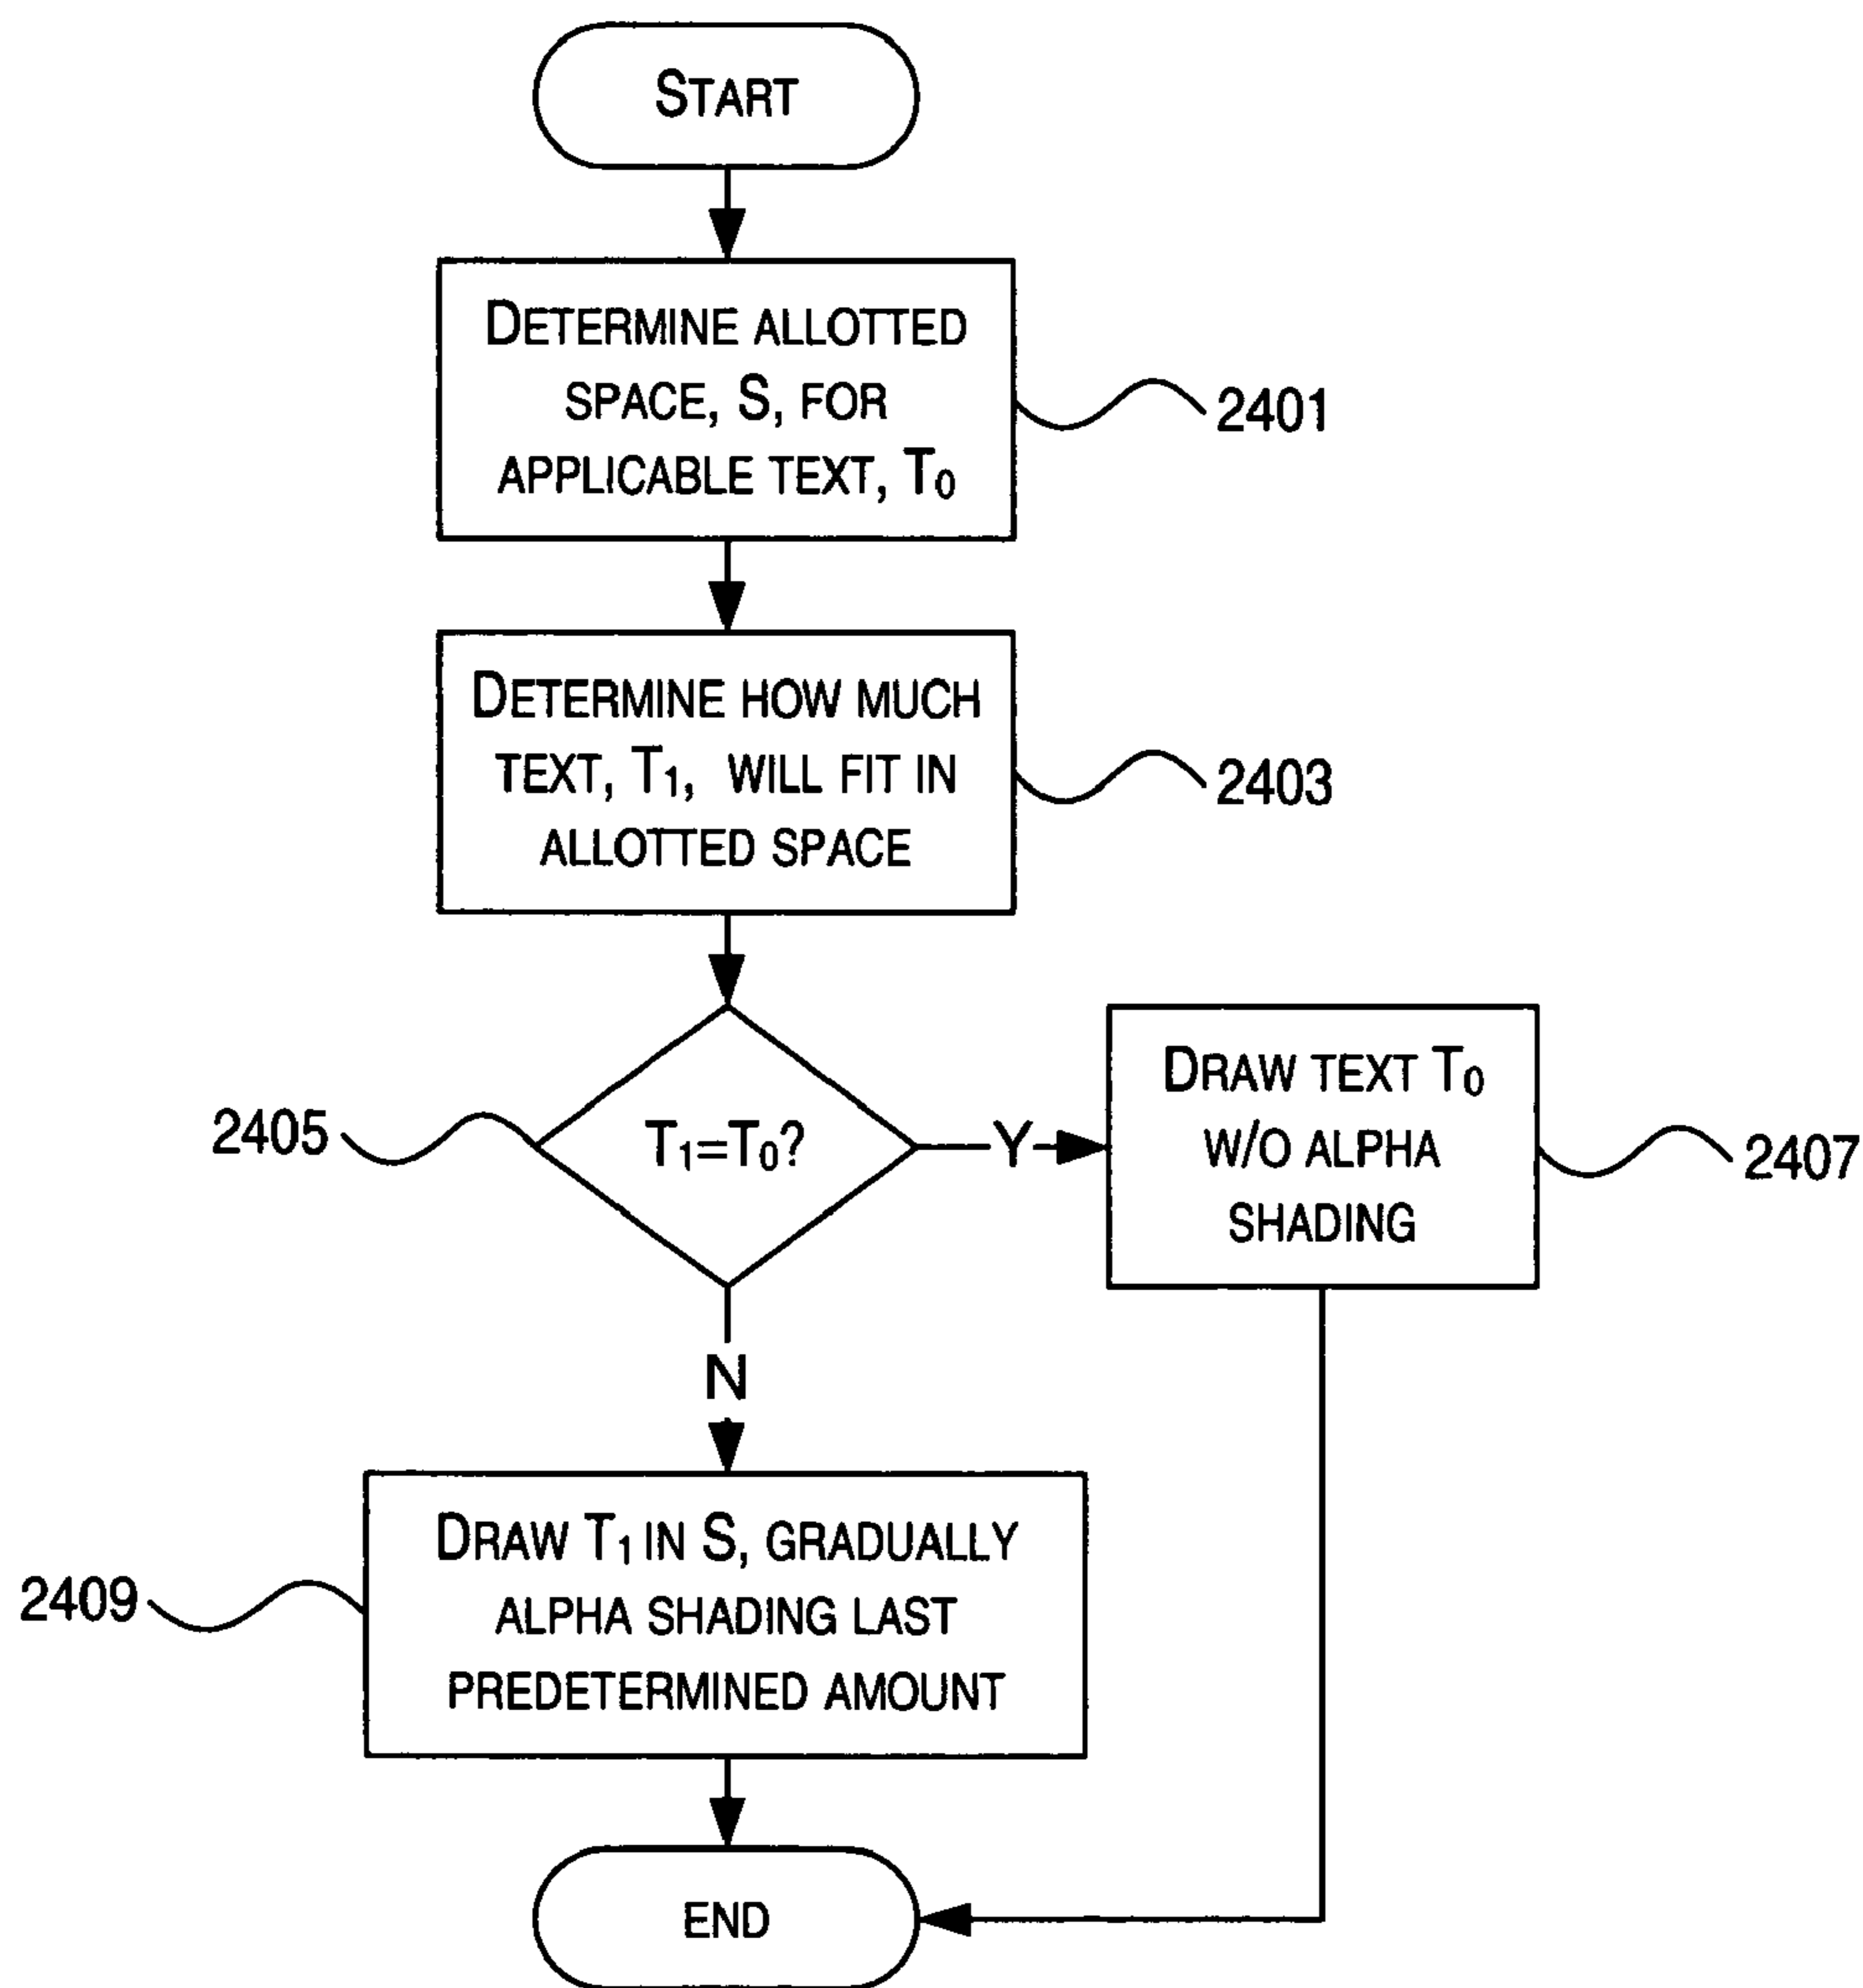 START
DETERMINE ALLOTTED
SPACE, S, FOR
APPLICABLE TEXT, T0
2401
DETERMINE HOW MUCH
TEXT, T1, WILL FIT IN
ALLOTTED SPACE
2403
2405
T1=T0?
Y
DRAW TEXT T0
W/O ALPHA
SHADING
2407
N
DRAW T1 IN S, GRADUALLY
ALPHA SHADING LAST
PREDETERMINED AMOUNT
2409
END